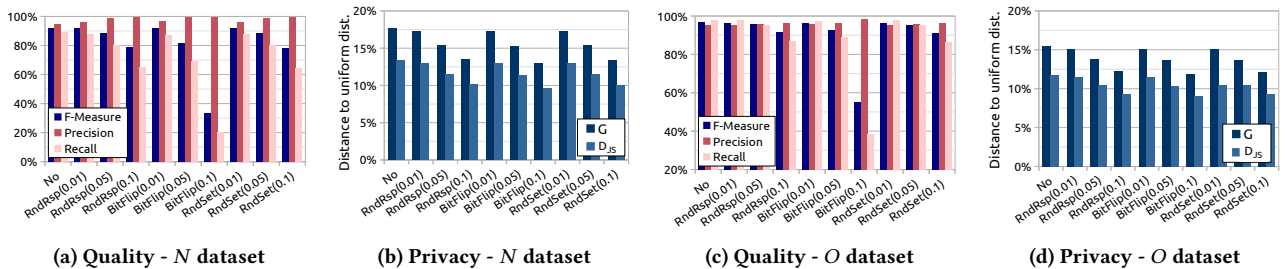 100%
80%
60%
40%
20%
0%
F-Measure
Precision
Recall
No
RndRsp(0.01)
RndRsp(0.05)
RndRsp(0.1)
BitFlip(0.01)
BitFlip(0.05)
BitFlip(0.1)
RndSet(0.01)
RndSet(0.05)
RndSet(0.1)
(a) Quality - N dataset
Distance to uniform dist.
20%
15%
10%
5%
0%
G
DJS
No
RndRsp(0.01)
RndRsp(0.05)
RndRsp(0.1)
BitFlip(0.01)
BitFlip(0.05)
BitFlip(0.1)
RndSet(0.01)
RndSet(0.05)
RndSet(0.1)
(b) Privacy - N dataset
100%
80%
60%
40%
20%
F-Measure
Precision
Recall
No
RndRsp(0.01)
RndRsp(0.05)
RndRsp(0.1)
BitFlip(0.01)
BitFlip(0.05)
BitFlip(0.1)
RndSet(0.01)
RndSet(0.05)
RndSet(0.1)
(c) Quality - O dataset
Distance to uniform dist.
20%
15%
10%
5%
0%
G
DJS
No
RndRsp(0.01)
RndRsp(0.05)
RndRsp(0.1)
BitFlip(0.01)
BitFlip(0.05)
BitFlip(0.1)
RndSet(0.01)
RndSet(0.05)
RndSet(0.1)
(d) Privacy - O dataset